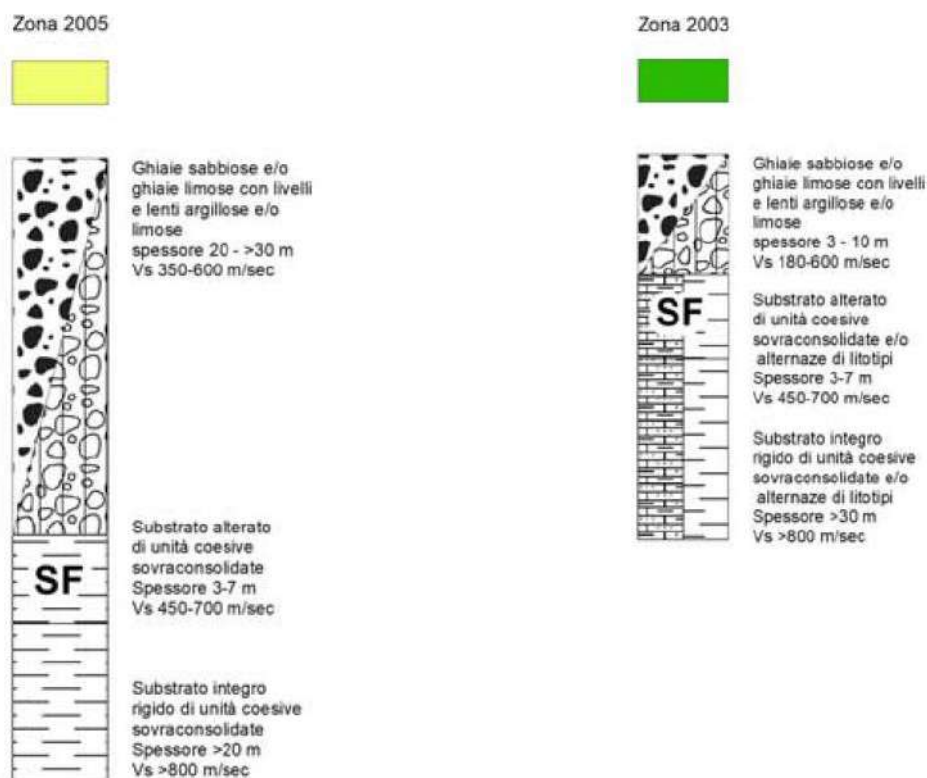 Zona 2005
Ghiaie sabbiose e/o
ghiaie limose con livelli
e lenti argillose e/o
limose
spessore 20 - >30 m
Vs 350-600 m/sec
SF
Substrato alterato
di unità coesive
sovraconsolidate
Spessore 3-7 m
Vs 450-700 m/sec
Substrato integro
rigido di unità coesive
sovraconsolidate
Spessore >20 m
Vs >800 m/sec
Zona 2003
Ghiaie sabbiose e/o
ghiaie limose con livelli
e lenti argillose e/o
limose
spessore 3 - 10 m
Vs 180-600 m/sec
SF
Substrato alterato
di unità coesive
sovraconsolidate e/o
alternaze di litotipi
Spessore 3-7 m
Vs 450-700 m/sec
Substrato integro
rigido di unità coesive
sovraconsolidate e/o
alternaze di litotipi
Spessore >30 m
Vs >800 m/sec